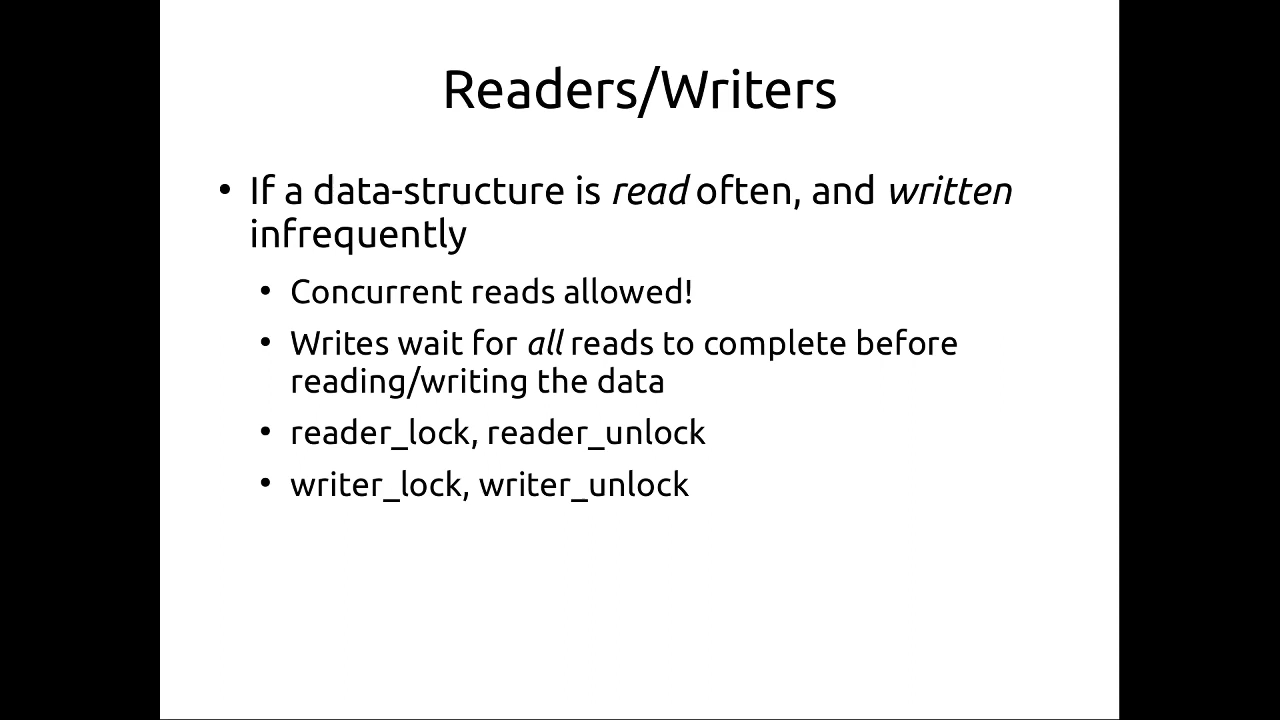 Readers/Writers
• If a data-structure is read often, and written
infrequently
• Concurrent reads allowed!
• Writes wait for all reads to complete before
reading/writing the data
• reader_lock, reader_unlock
• writer_lock, writer_unlock